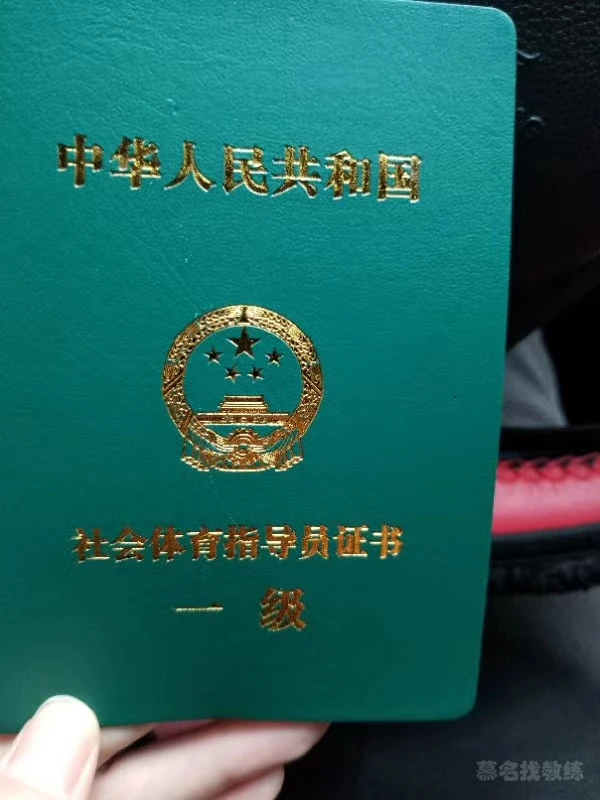 中华人民共和国
社会体育指导员证书
一 级
慕名找教练